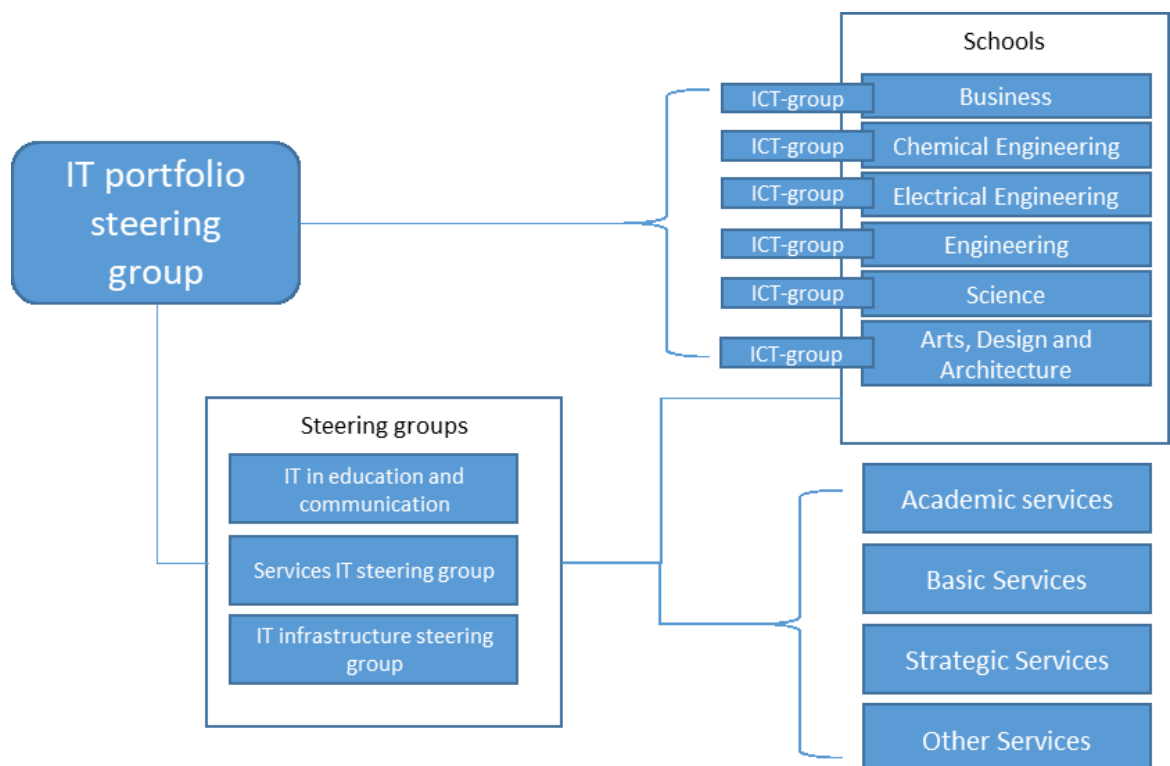 IT portfolio
steering
group
Schools
ICT-group
Business
ICT-group
Chemical Engineering
ICT-group
Electrical Engineering
ICT-group
Engineering
ICT-group
Science
ICT-group
Arts, Design and
Architecture
Steering groups
IT in education and
communication
Services IT steering group
IT infrastructure steering
group
Academic services
Basic Services
Strategic Services
Other Services